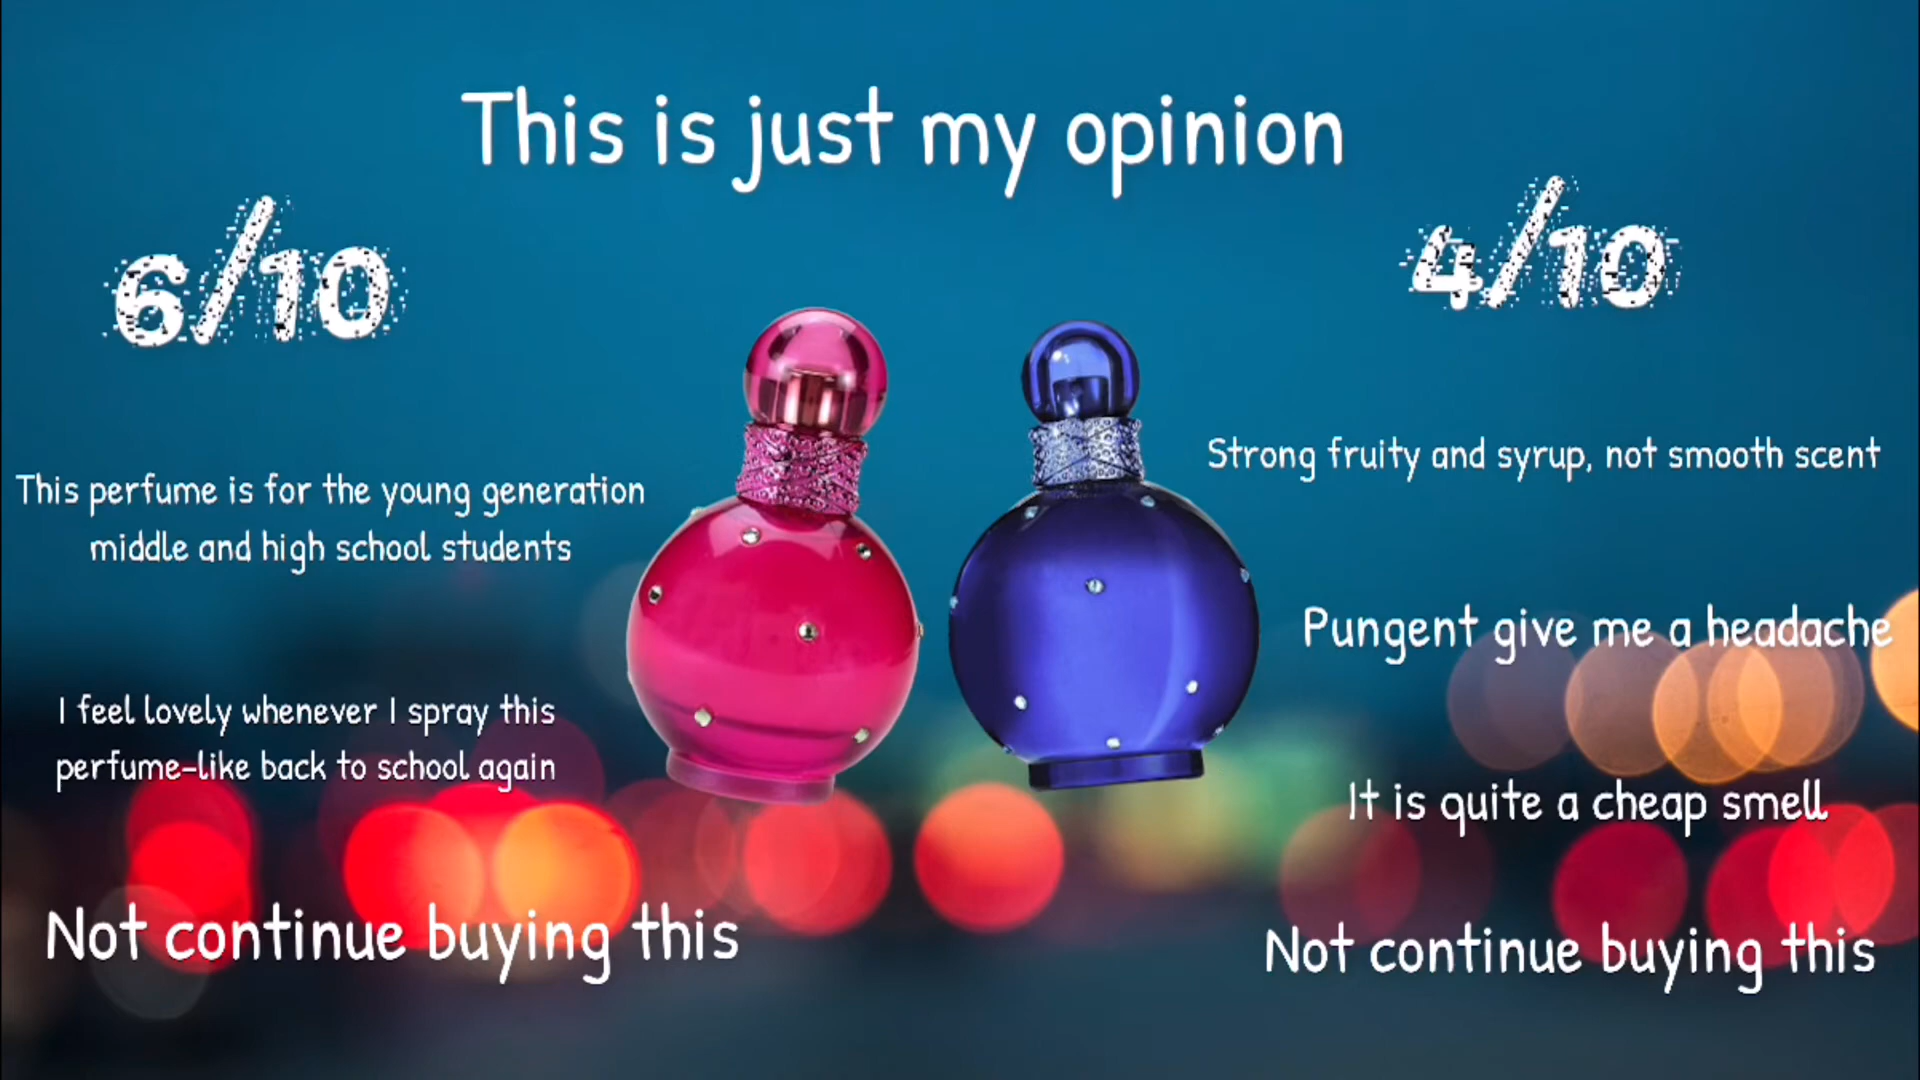 This is just my opinion
6/10
This perfume is for the young generation
middle and high school students
I feel lovely whenever I spray this
perfume-like back to school again
Not continue buying this
4/10
Strong fruity and syrup, not smooth scent
Pungent give me a headache
It is quite a cheap smell
Not continue buying this